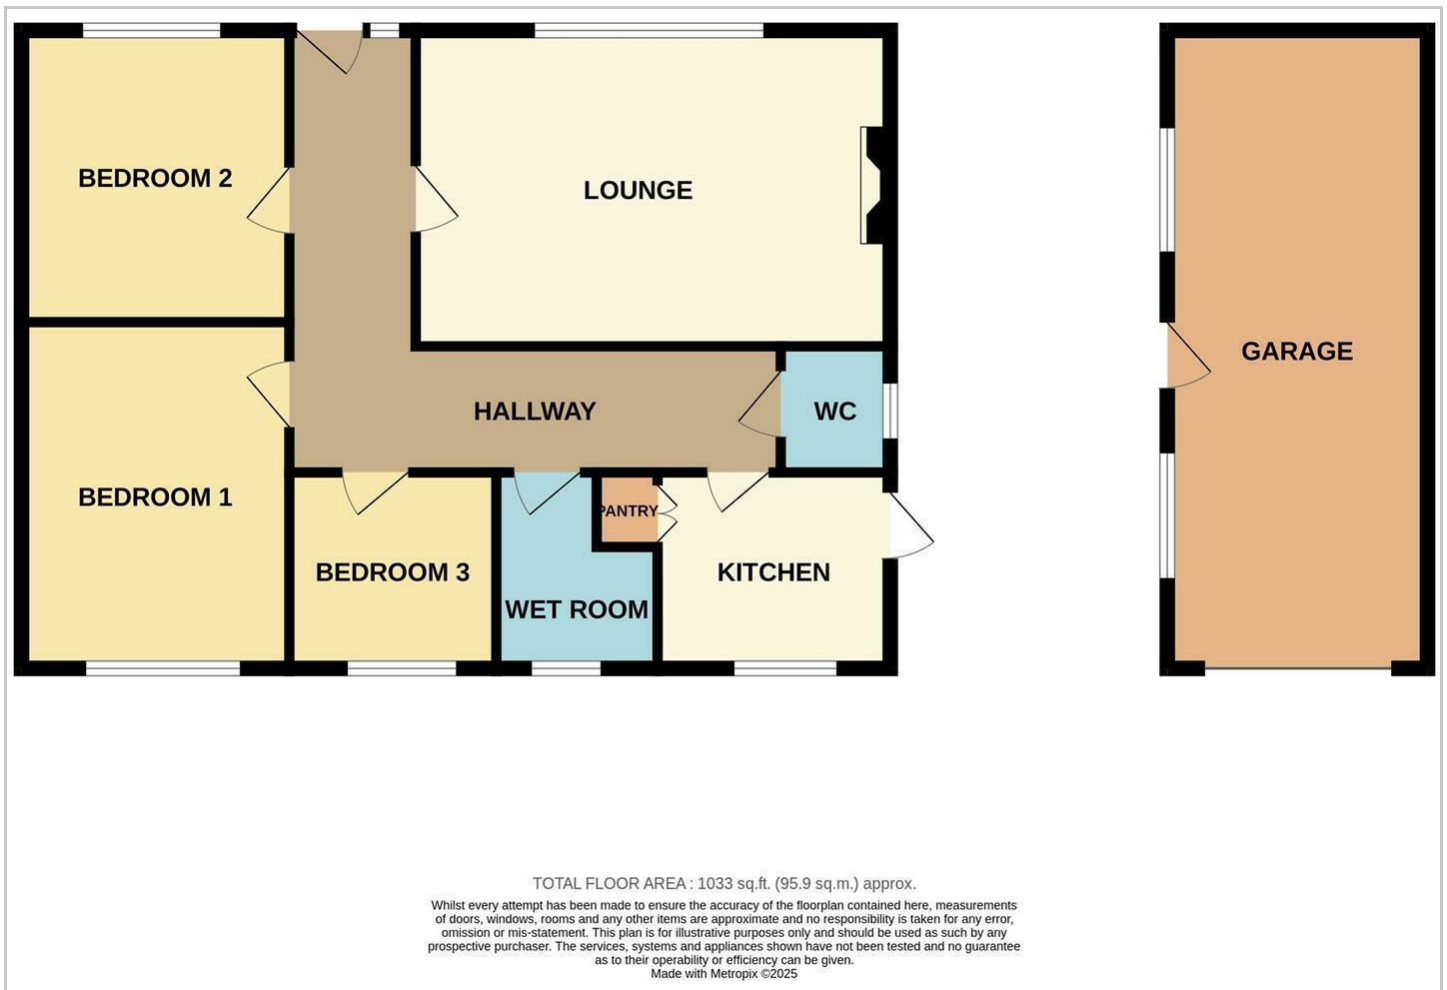 BEDROOM 2
LOUNGE
GARAGE
HALLWAY
WC
BEDROOM 1
PANTRY
BEDROOM 3
KITCHEN
WET ROOM
TOTAL FLOOR AREA : 1033 sq.ft. (95.9 sq.m.) approx.
Whilst every attempt has been made to ensure the accuracy of the floorplan contained here, measurements
of doors, windows, rooms and any other items are approximate and no responsibility is taken for any error,
omission or mis-statement. This plan is for illustrative purposes only and should be used as such by any
prospective purchaser. The services, systems and appliances shown have not been tested and no guarantee
as to their operability or efficiency can be given.
Made with Metropix ©2025